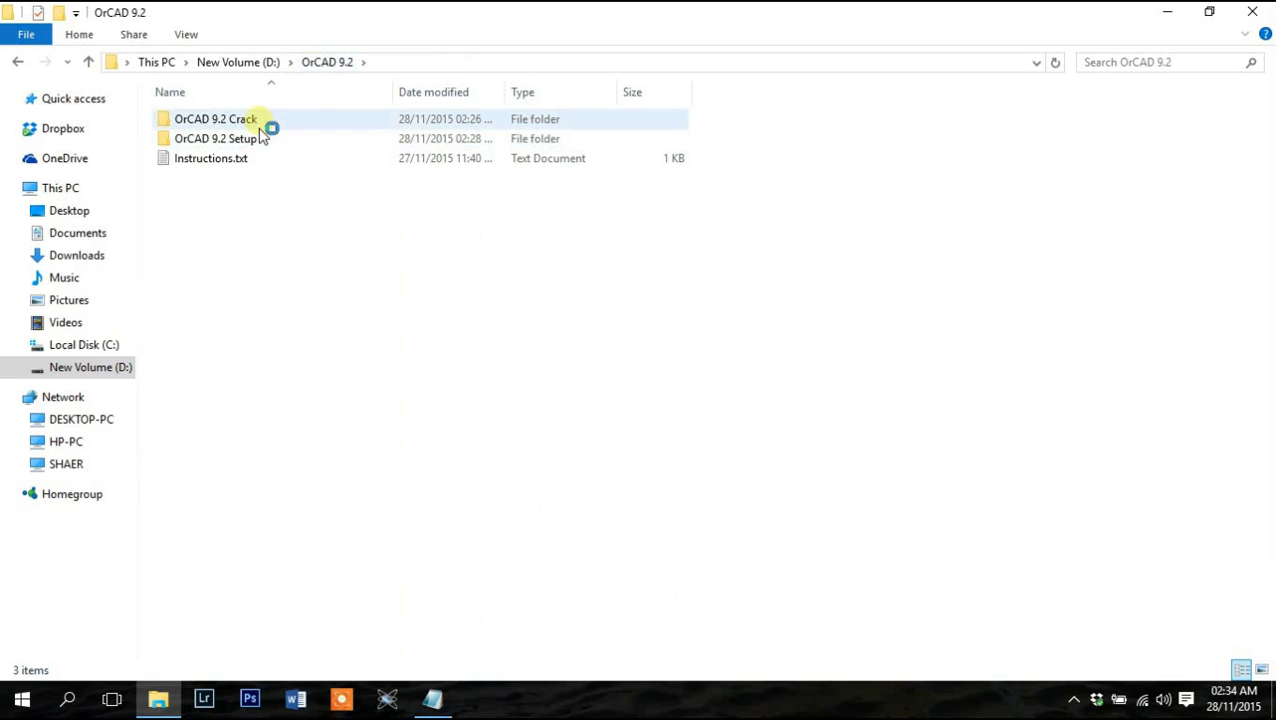 OrCAD 9.2
File Home Share View
This PC New Volume (D:) OrCAD 9.2 Search OrCAD 9.2
Name Date modified Type Size
Quick access
Dropbox
OneDrive
This PC
Desktop
Documents
Downloads
Music
Pictures
Videos
Local Disk (C:)
New Volume (D:)
Network
DESKTOP-PC
HP-PC
SHAER
Homegroup
OrCAD 9.2 Crack 28/11/2015 02:26 ... File folder
OrCAD 9.2 Setup 28/11/2015 02:28 ... File folder
Instructions.txt 27/11/2015 11:40 ... Text Document 1 KB
3 items
Lr Ps W
02:34 AM
28/11/2015